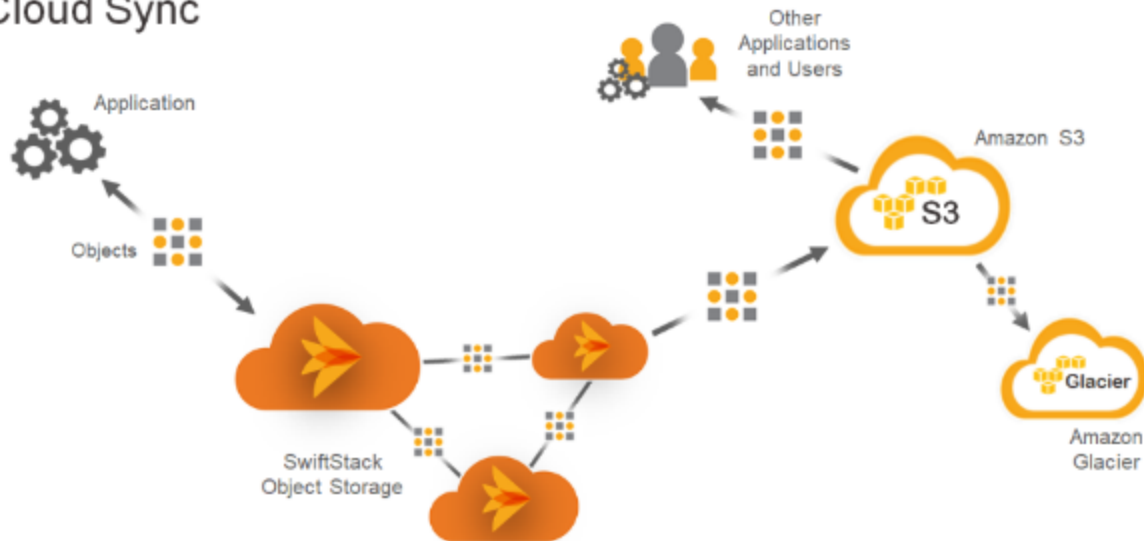 Cloud Sync
Other
Applications
and Users
Application
Amazon S3
S3
Objects
Glacier
Amazon
Glacier
SwiftStack
Object Storage